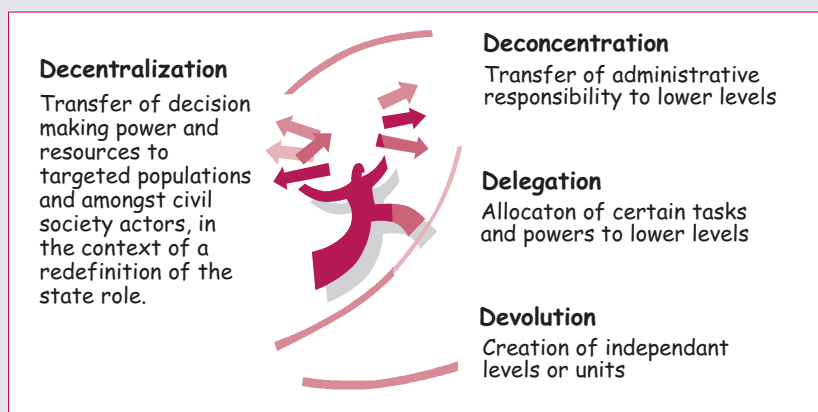 Decentralization
Transfer of decision
making power and
resources to
targeted populations
and amongst civil
society actors, in
the context of a
redefinition of the
state role.
Deconcentration
Transfer of administrative
responsibility to lower levels
Delegation
Allocaton of certain tasks
and powers to lower levels
Devolution
Creation of independant
levels or units